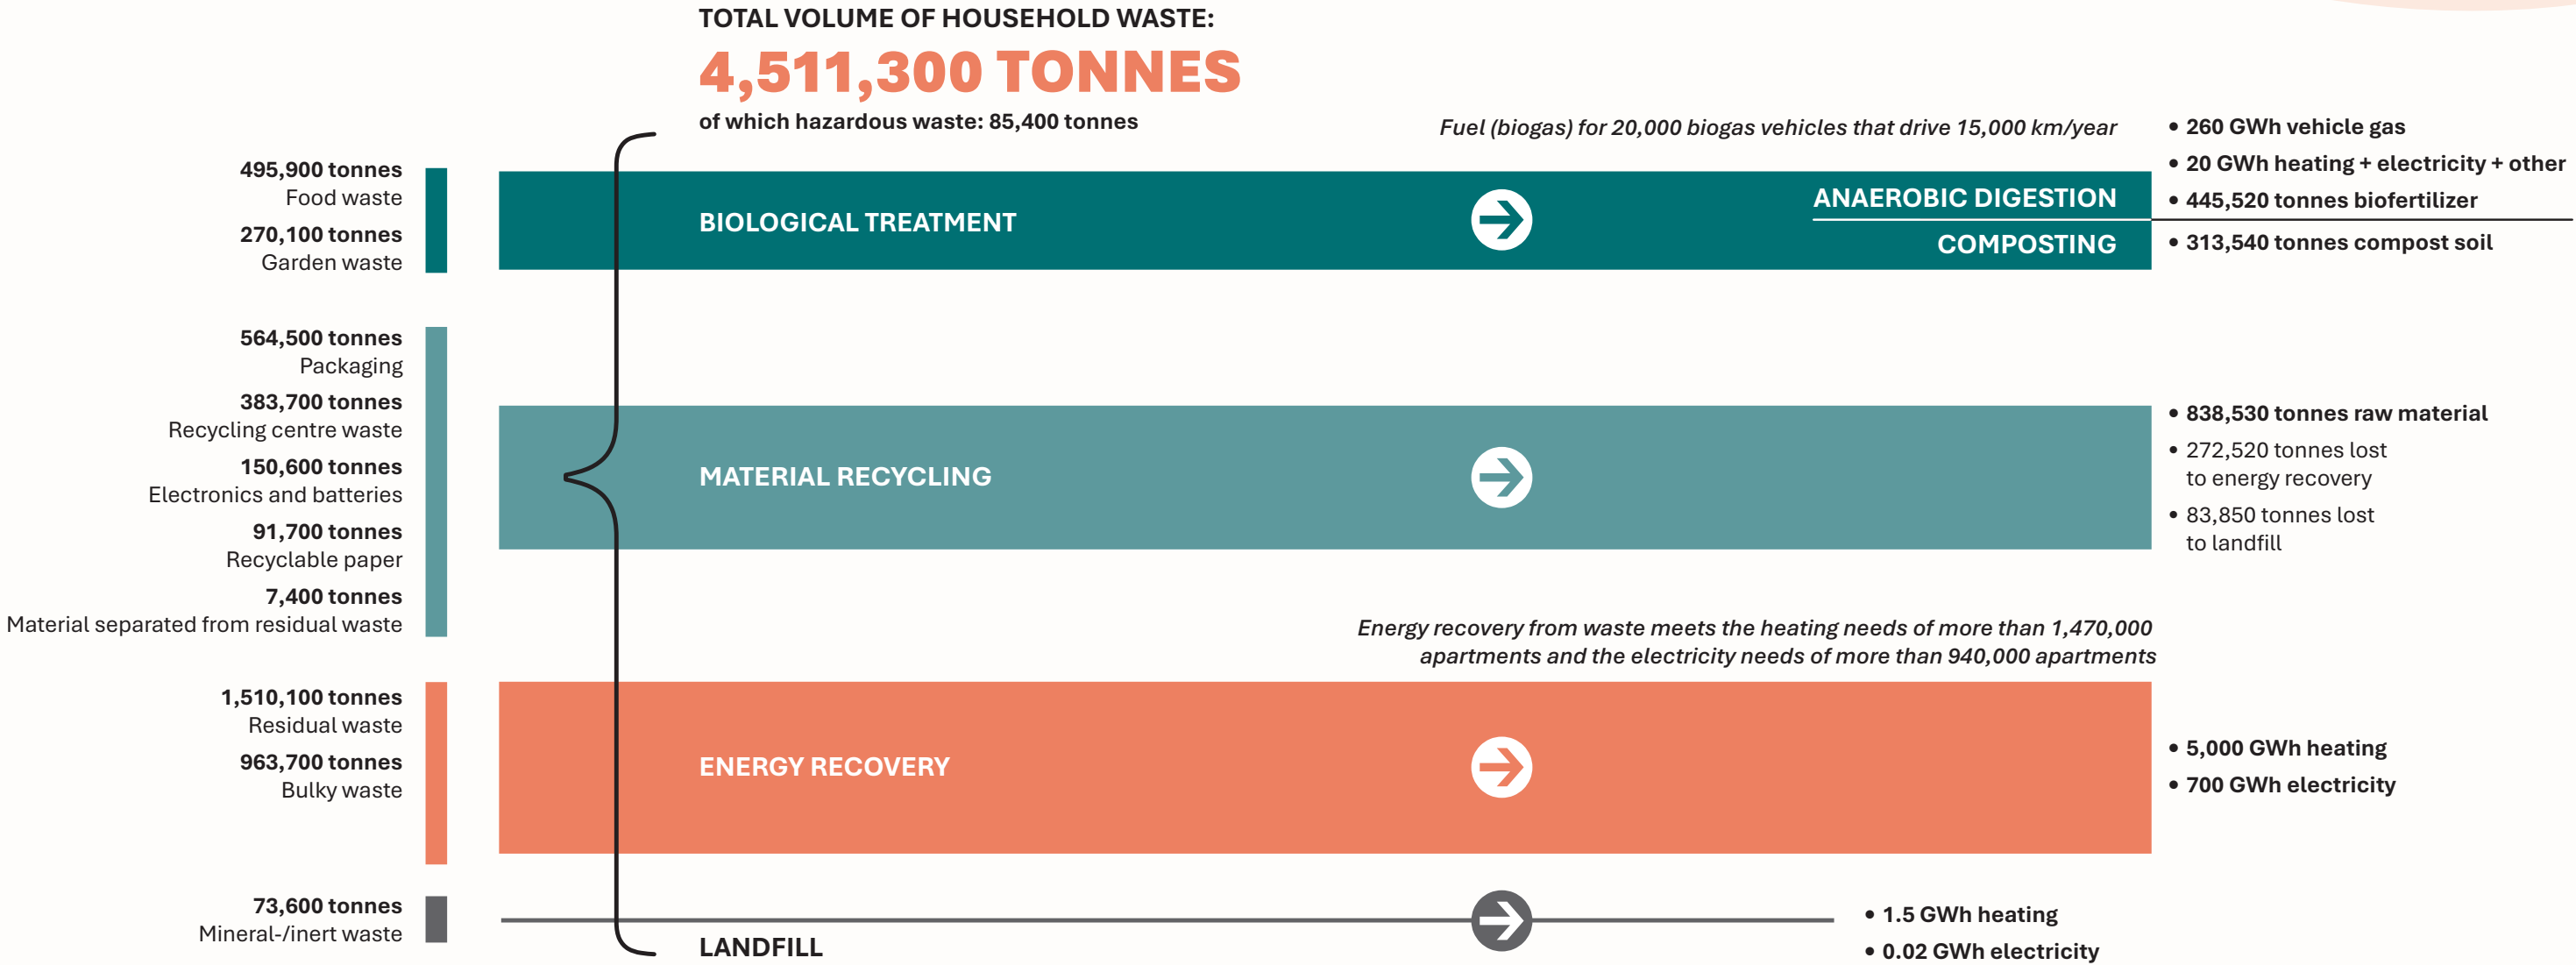 TOTAL VOLUME OF HOUSEHOLD WASTE:
4,511,300 TONNES
of which hazardous waste: 85,400 tonnes
495,900 tonnes
Food waste
270,100 tonnes
Garden waste
BIOLOGICAL TREATMENT
Fuel (biogas) for 20,000 biogas vehicles that drive 15,000 km/year
ANAEROBIC DIGESTION
COMPOSTING
• 260 GWh vehicle gas
• 20 GWh heating + electricity + other
• 445,520 tonnes biofertilizer
• 313,540 tonnes compost soil
564,500 tonnes
Packaging
383,700 tonnes
Recycling centre waste
150,600 tonnes
Electronics and batteries
91,700 tonnes
Recyclable paper
7,400 tonnes
Material separated from residual waste
MATERIAL RECYCLING
• 838,530 tonnes raw material
• 272,520 tonnes lost
to energy recovery
• 83,850 tonnes lost
to landfill
1,510,100 tonnes
Residual waste
963,700 tonnes
Bulky waste
Energy recovery from waste meets the heating needs of more than 1,470,000
apartments and the electricity needs of more than 940,000 apartments
ENERGY RECOVERY
• 5,000 GWh heating
• 700 GWh electricity
73,600 tonnes
Mineral-/inert waste
LANDFILL
• 1.5 GWh heating
• 0.02 GWh electricity